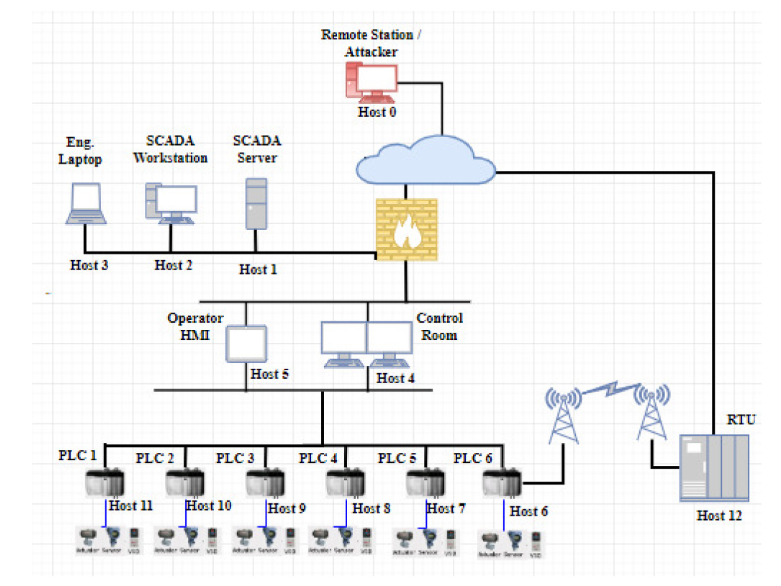 Remote Station /
Attacker
Host 0
Eng.
Laptop
SCADA
Workstation
SCADA
Server
Host 3
Host 2
Host 1
Operator
HMI
Control
Room
Host 5
Host 4
RTU
PLC 1
PLC 2
PLC 3
PLC 4
PLC 5
PLC 6
Host 11
Host 10
Host 9
Host 8
Host 7
Host 6
Host 12
Actuator Sensor VSD
Actuator Sensor VSD
Actuator Sensor VSD
Actuator Sensor VSD
Actuator Sensor VSD
Actuator Sensor VSD